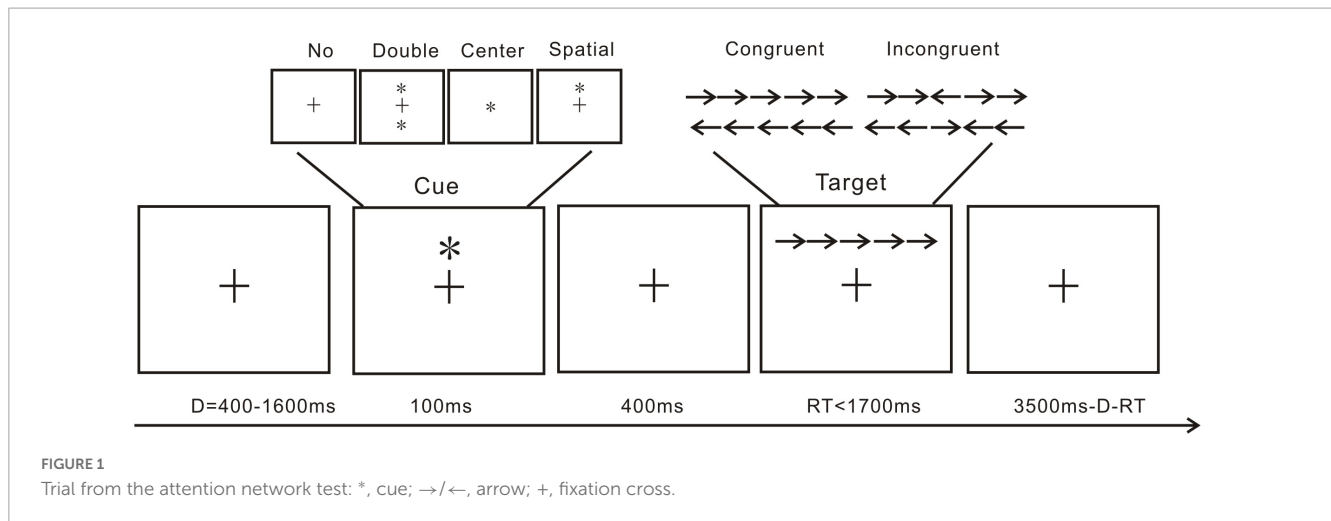 No Double Center Spatial Congruent Incongruent
+ * + * * * +
→→→→→ →→←→→
←←←←← ←←→←←
Cue Target
+ * + + →→→→→ + +
D=400-1600ms 100ms 400ms RT<1700ms 3500ms-D-RT
FIGURE 1
Trial from the attention network test: *, cue; →/←, arrow; +, fixation cross.